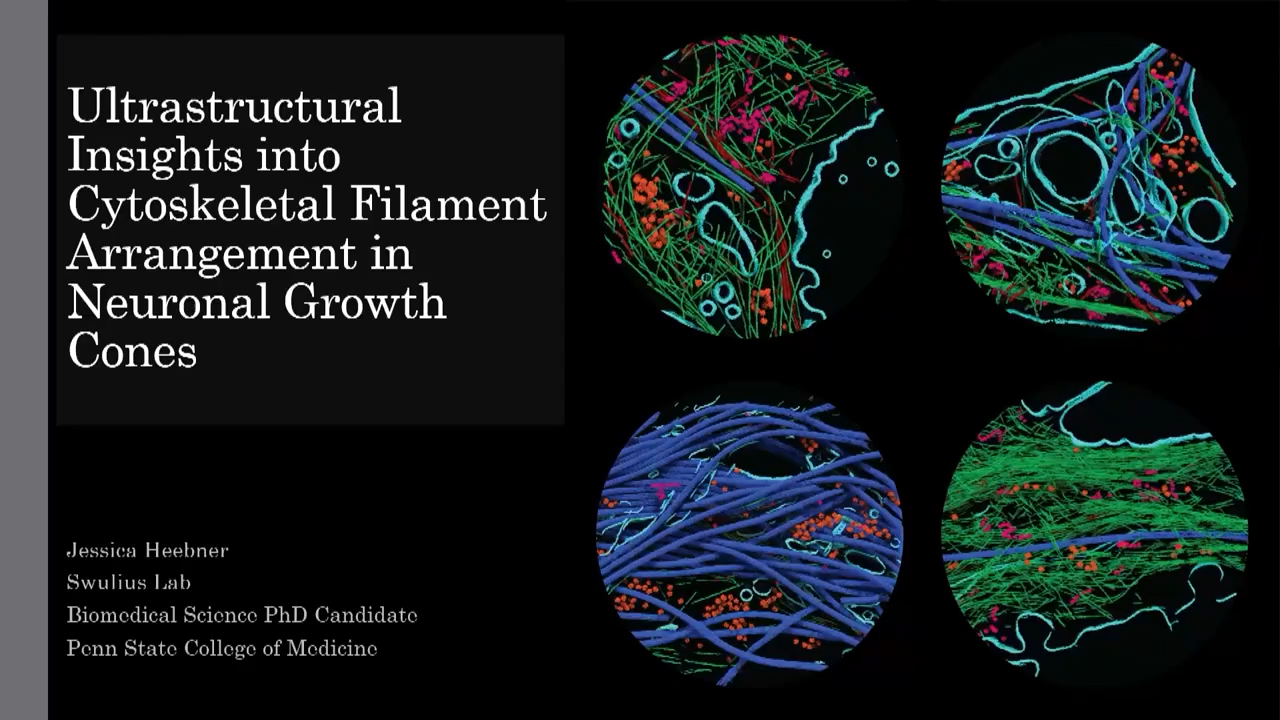 Ultrastructural
Insights into
Cytoskeletal Filament
Arrangement in
Neuronal Growth
Cones
Jessica Heebner
Swulius Lab
Biomedical Science PhD Candidate
Penn State College of Medicine